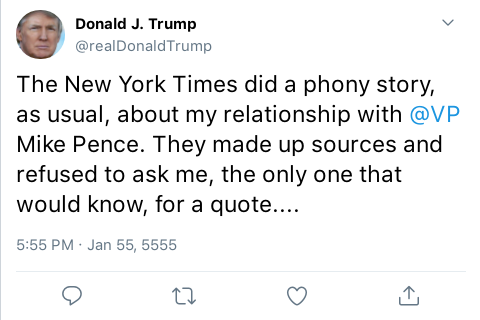 Donald J. Trump
@realDonaldTrump
The New York Times did a phony story,
as usual, about my relationship with @VP
Mike Pence. They made up sources and
refused to ask me, the only one that
would know, for a quote....
5:55 PM · Jan 55, 5555